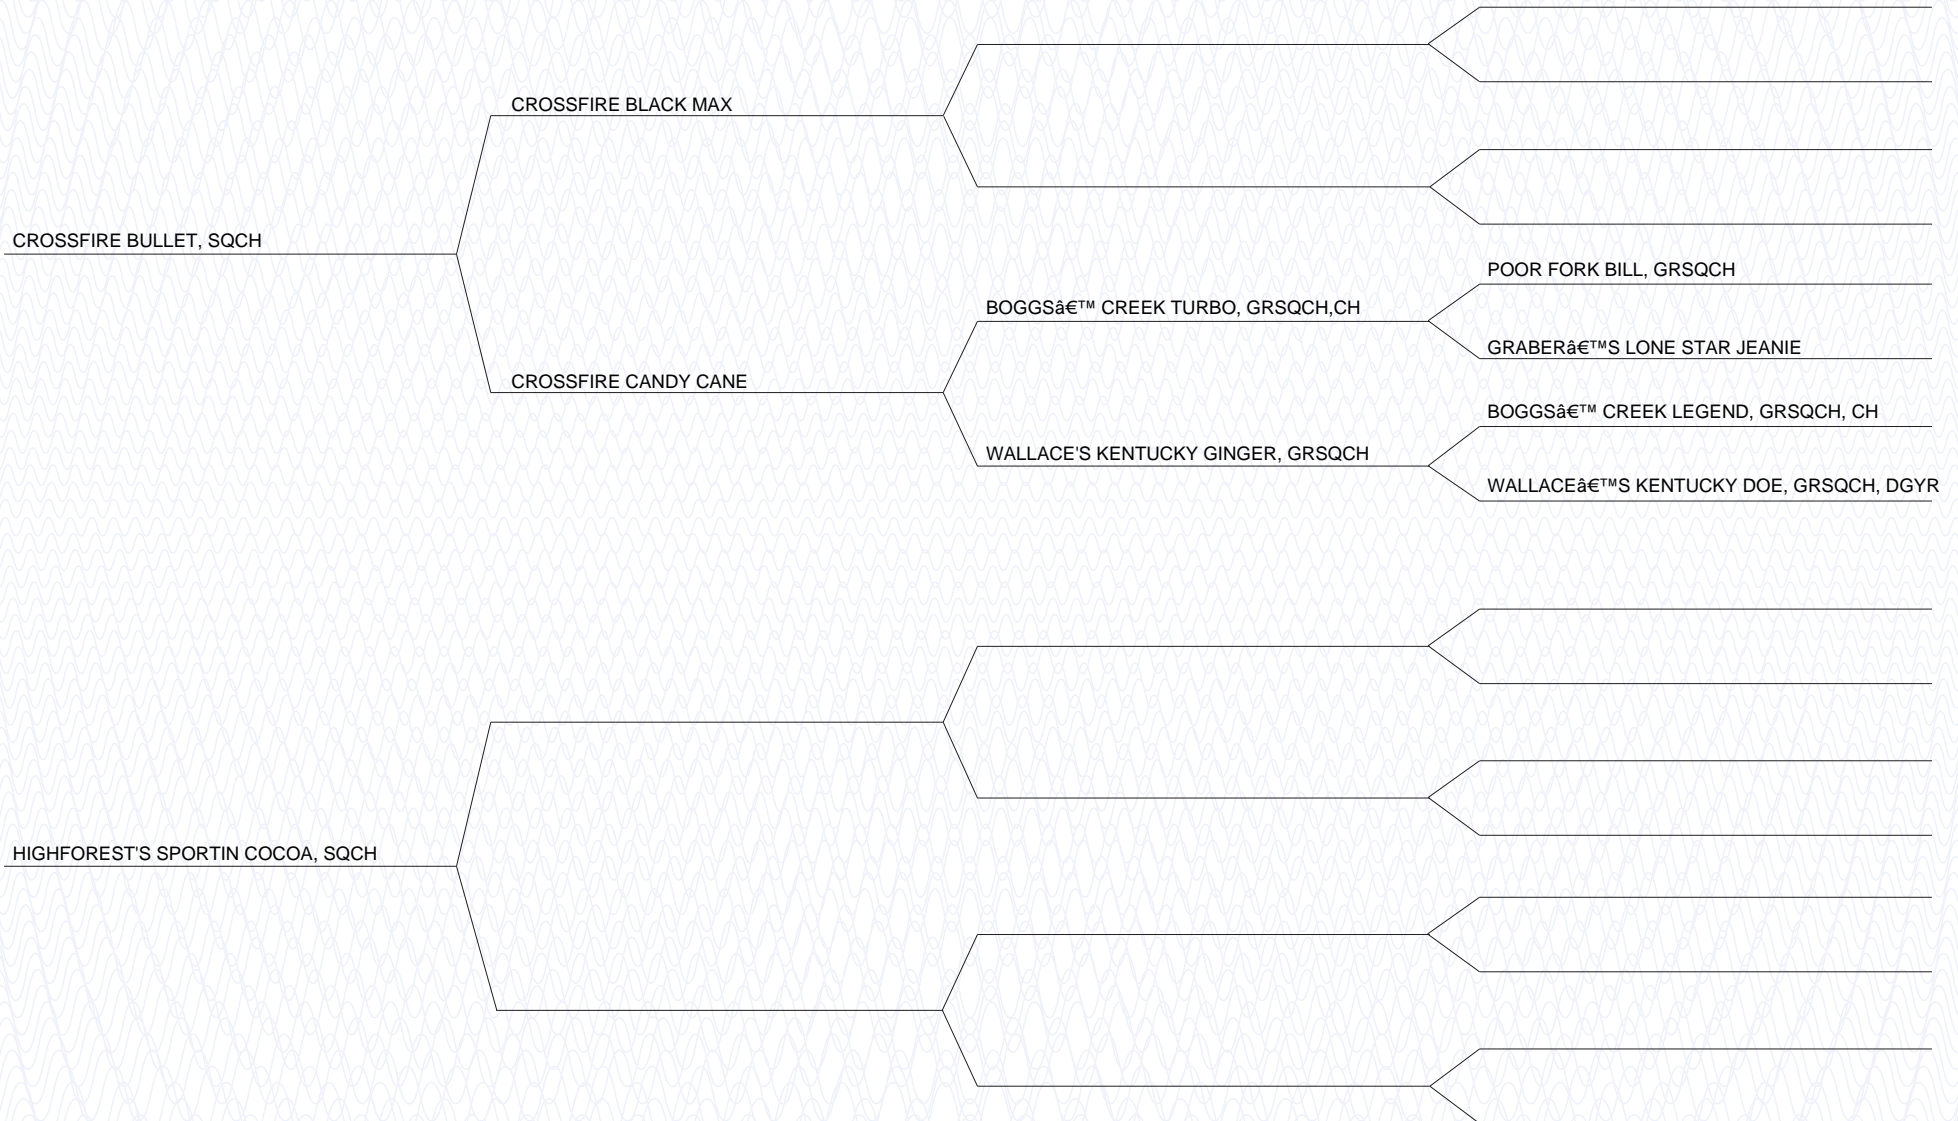 CROSSFIRE BLACK MAX
CROSSFIRE BULLET, SQCH
POOR FORK BILL, GRSQCH
BOGGSâ€™ CREEK TURBO, GRSQCH,CH
GRABERâ€™S LONE STAR JEANIE
CROSSFIRE CANDY CANE
BOGGSâ€™ CREEK LEGEND, GRSQCH, CH
WALLACE'S KENTUCKY GINGER, GRSQCH
WALLACEâ€™S KENTUCKY DOE, GRSQCH, DGYR
HIGHFOREST'S SPORTIN COCOA, SQCH